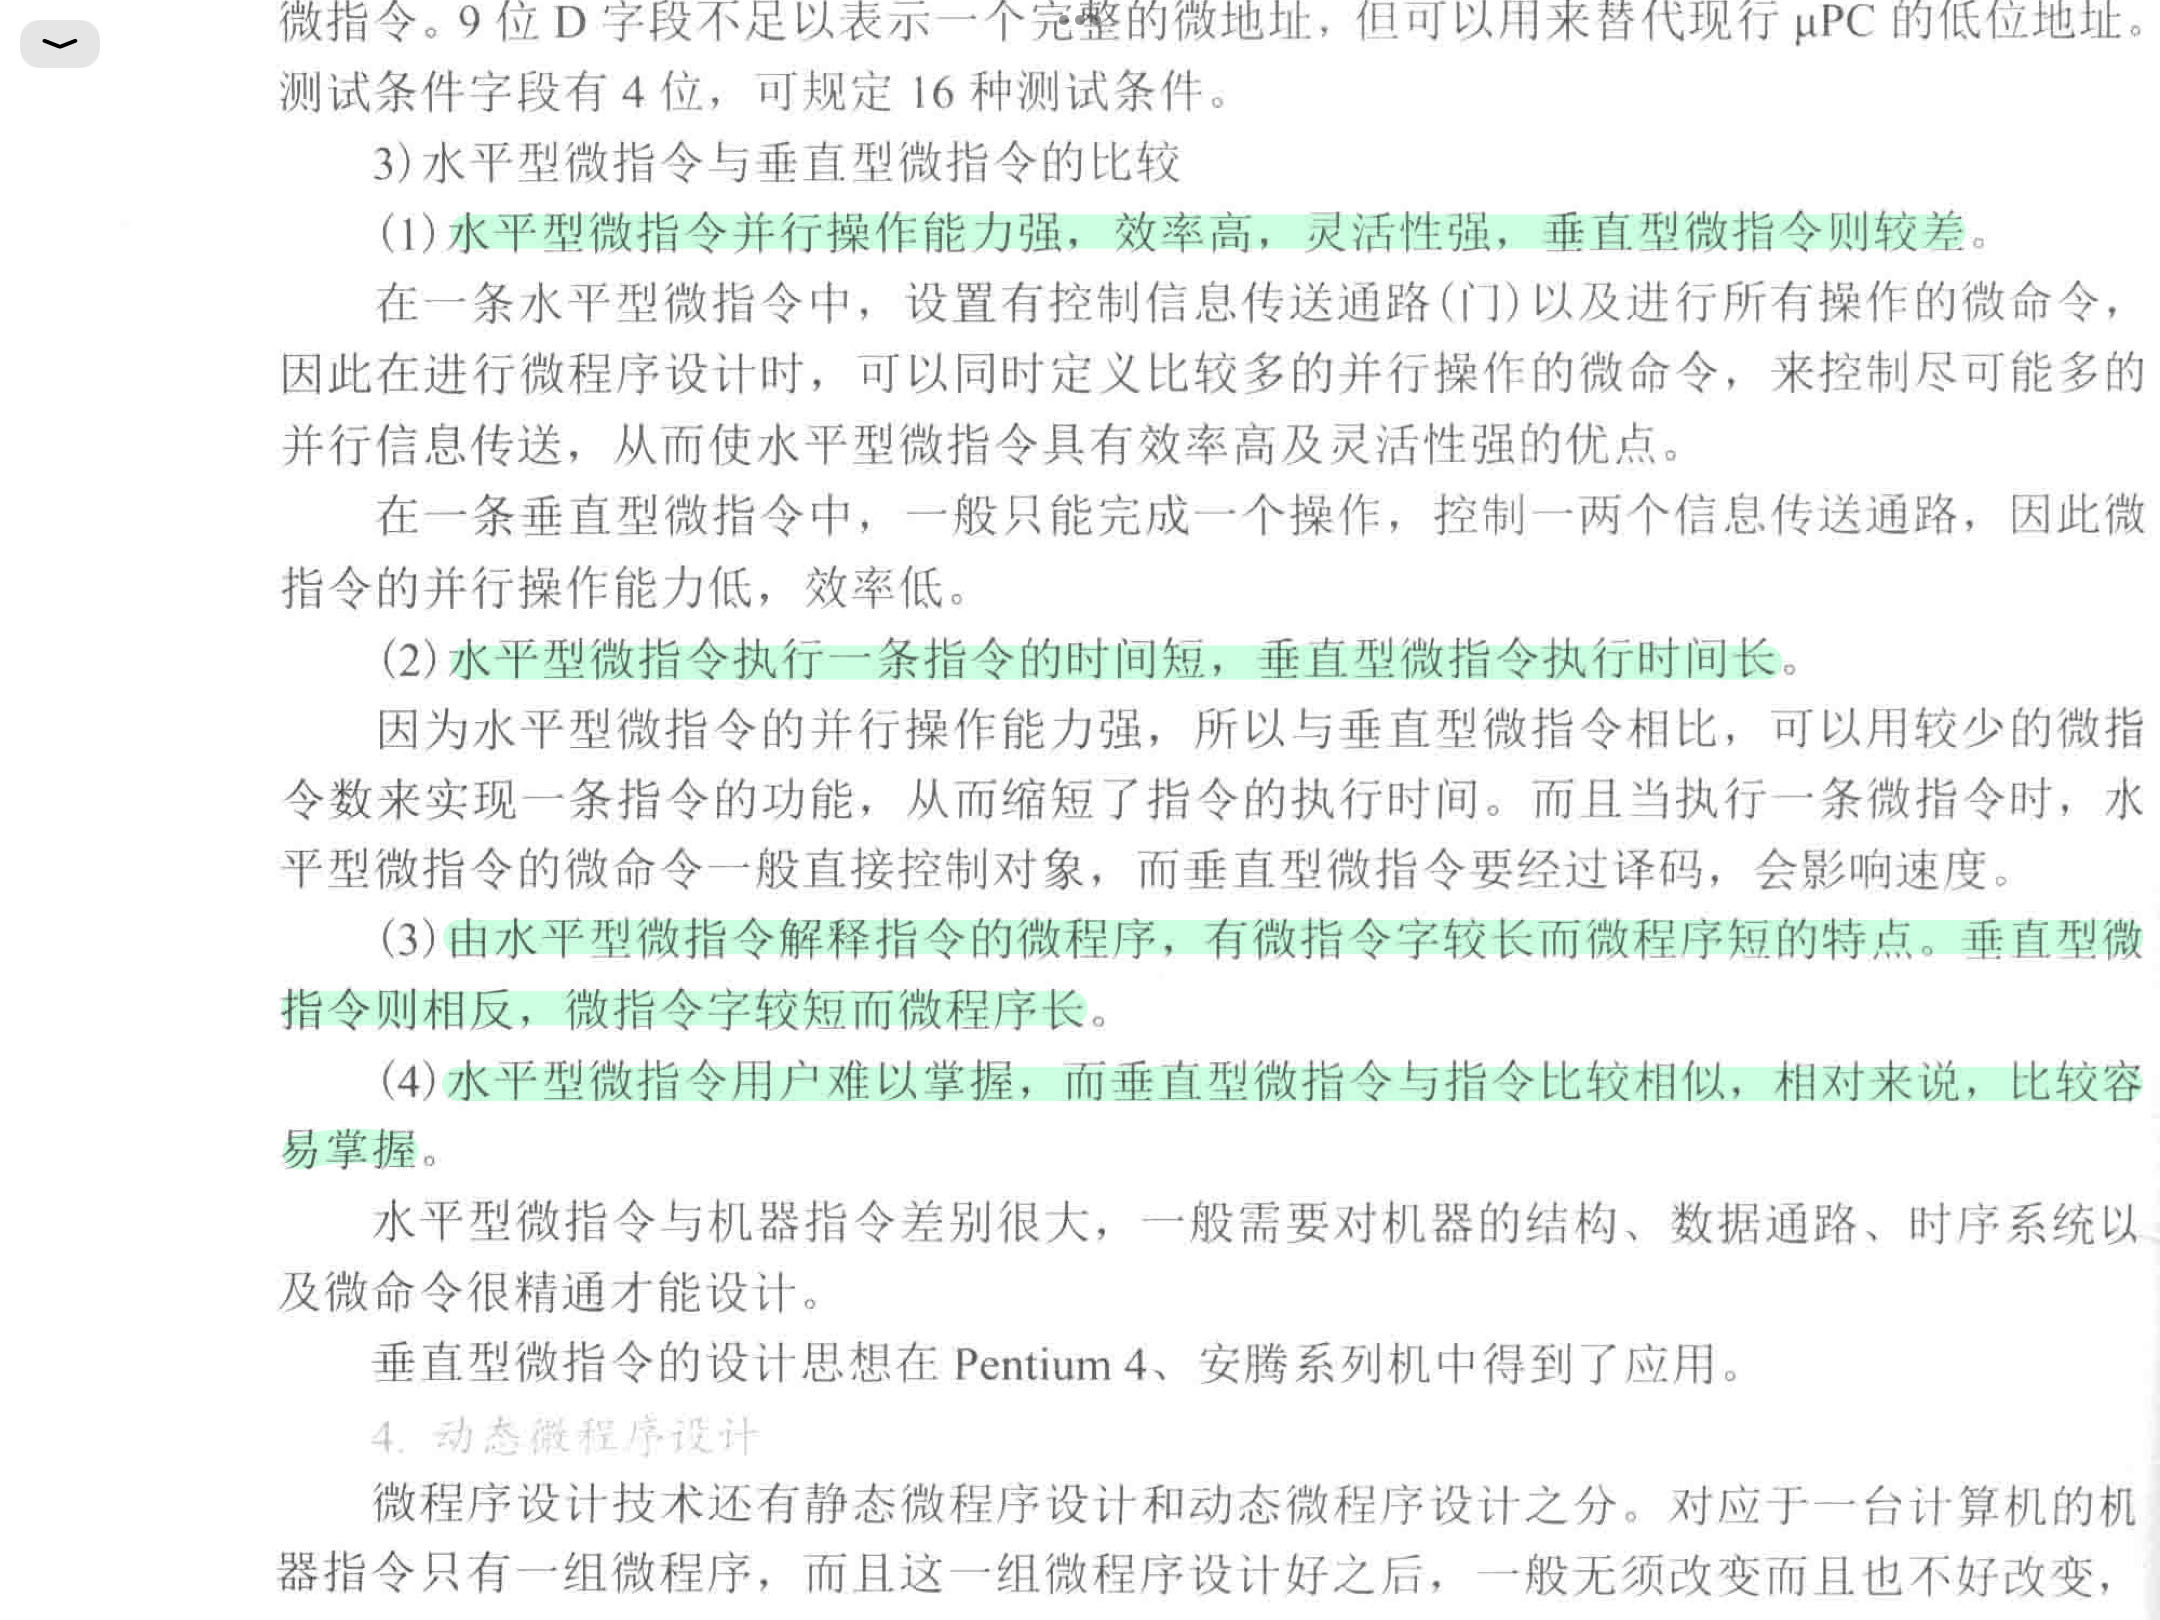 微指令。9 位 D 字段不足以表示一个完整的微地址，但可以用来替代现行 μPC 的低位地址。
测试条件字段有 4 位，可规定 16 种测试条件。
3)水平型微指令与垂直型微指令的比较
(1)水平型微指令并行操作能力强，效率高，灵活性强，垂直型微指令则较差。
在一条水平型微指令中，设置有控制信息传送通路(门)以及进行所有操作的微命令，
因此在进行微程序设计时，可以同时定义比较多的并行操作的微命令，来控制尽可能多的
并行信息传送，从而使水平型微指令具有效率高及灵活性强的优点。
在一条垂直型微指令中，一般只能完成一个操作，控制一两个信息传送通路，因此微
指令的并行操作能力低，效率低。
(2)水平型微指令执行一条指令的时间短，垂直型微指令执行时间长。
因为水平型微指令的并行操作能力强，所以与垂直型微指令相比，可以用较少的微指
令数来实现一条指令的功能，从而缩短了指令的执行时间。而且当执行一条微指令时，水
平型微指令的微命令一般直接控制对象，而垂直型微指令要经过译码，会影响速度。
(3)由水平型微指令解释指令的微程序，有微指令字较长而微程序短的特点。垂直型微
指令则相反，微指令字较短而微程序长。
(4)水平型微指令用户难以掌握，而垂直型微指令与指令比较相似，相对来说，比较容
易掌握。
水平型微指令与机器指令差别很大，一般需要对机器的结构、数据通路、时序系统以
及微命令很精通才能设计。
垂直型微指令的设计思想在 Pentium 4、安腾系列机中得到了应用。
4. 动态微程序设计
微程序设计技术还有静态微程序设计和动态微程序设计之分。对应于一台计算机的机
器指令只有一组微程序，而且这一组微程序设计好之后，一般无须改变而且也不好改变，